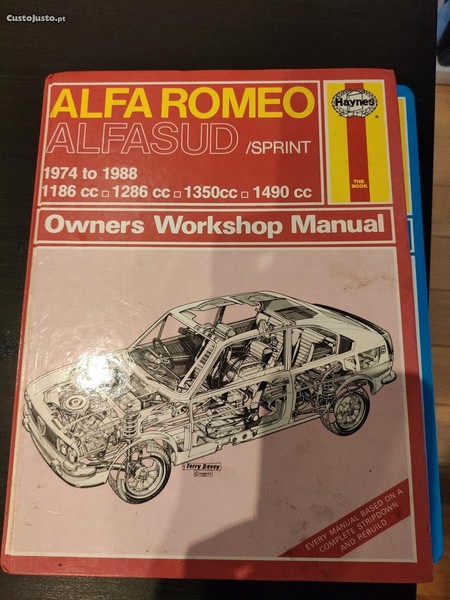 CustoJusto.pt
ALFA ROMEO
ALFASUD /SPRINT
Haynes
THE
BOOK
1974 to 1988
1186 cc □ 1286 cc □ 1350cc □ 1490 cc
Owners Workshop Manual
Terry Davey
EVERY MANUAL BASED ON A
COMPLETE STRIPDOWN
AND REBUILD